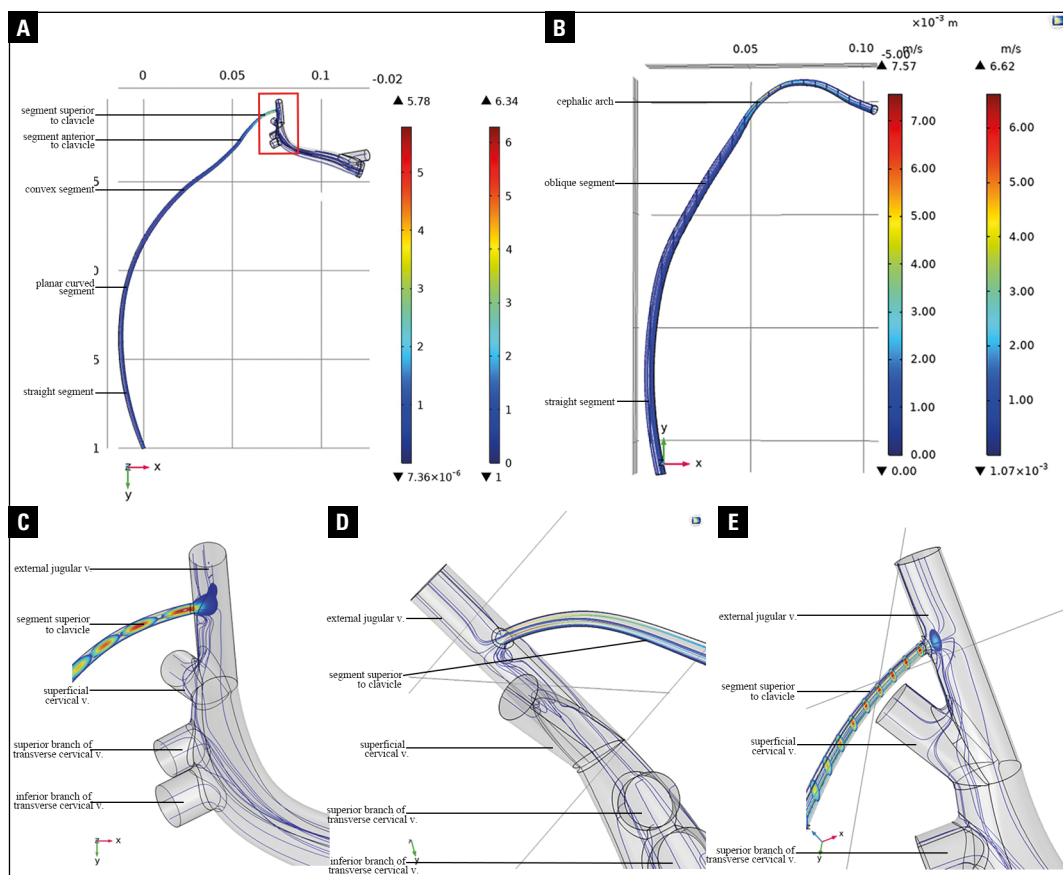 A
0
0.05
0.1
-0.02
segment superior
to clavicle
segment anterior
to clavicle
convex segment
planar curved
segment
straight segment
5
0
5
1
z
x
y
▲ 5.78
5
4
3
2
1
▼ 7.36×10⁻⁶
▲ 6.34
6
5
4
3
2
1
0
▼ 1
B
×10⁻³ m
0.05
0.10
-5.00
cephalic arch
oblique segment
straight segment
y
z
x
m/s
▲ 7.57
7.00
6.00
5.00
4.00
3.00
2.00
1.00
0.00
▼ 0.00
m/s
▲ 6.62
6.00
5.00
4.00
3.00
2.00
1.00
▼ 1.07×10⁻³
C
external jugular v.
segment superior
to clavicle
superficial
cervical v.
superior branch of
transverse cervical v.
inferior branch of
transverse cervical v.
z
x
y
D
external jugular v.
segment superior
to clavicle
superficial
cervical v.
superior branch of
transverse cervical v.
inferior branch of
transverse cervical v.
y
E
external jugular v.
segment superior
to clavicle
superficial
cervical v.
superior branch of
transverse cervical v.
z
x
y